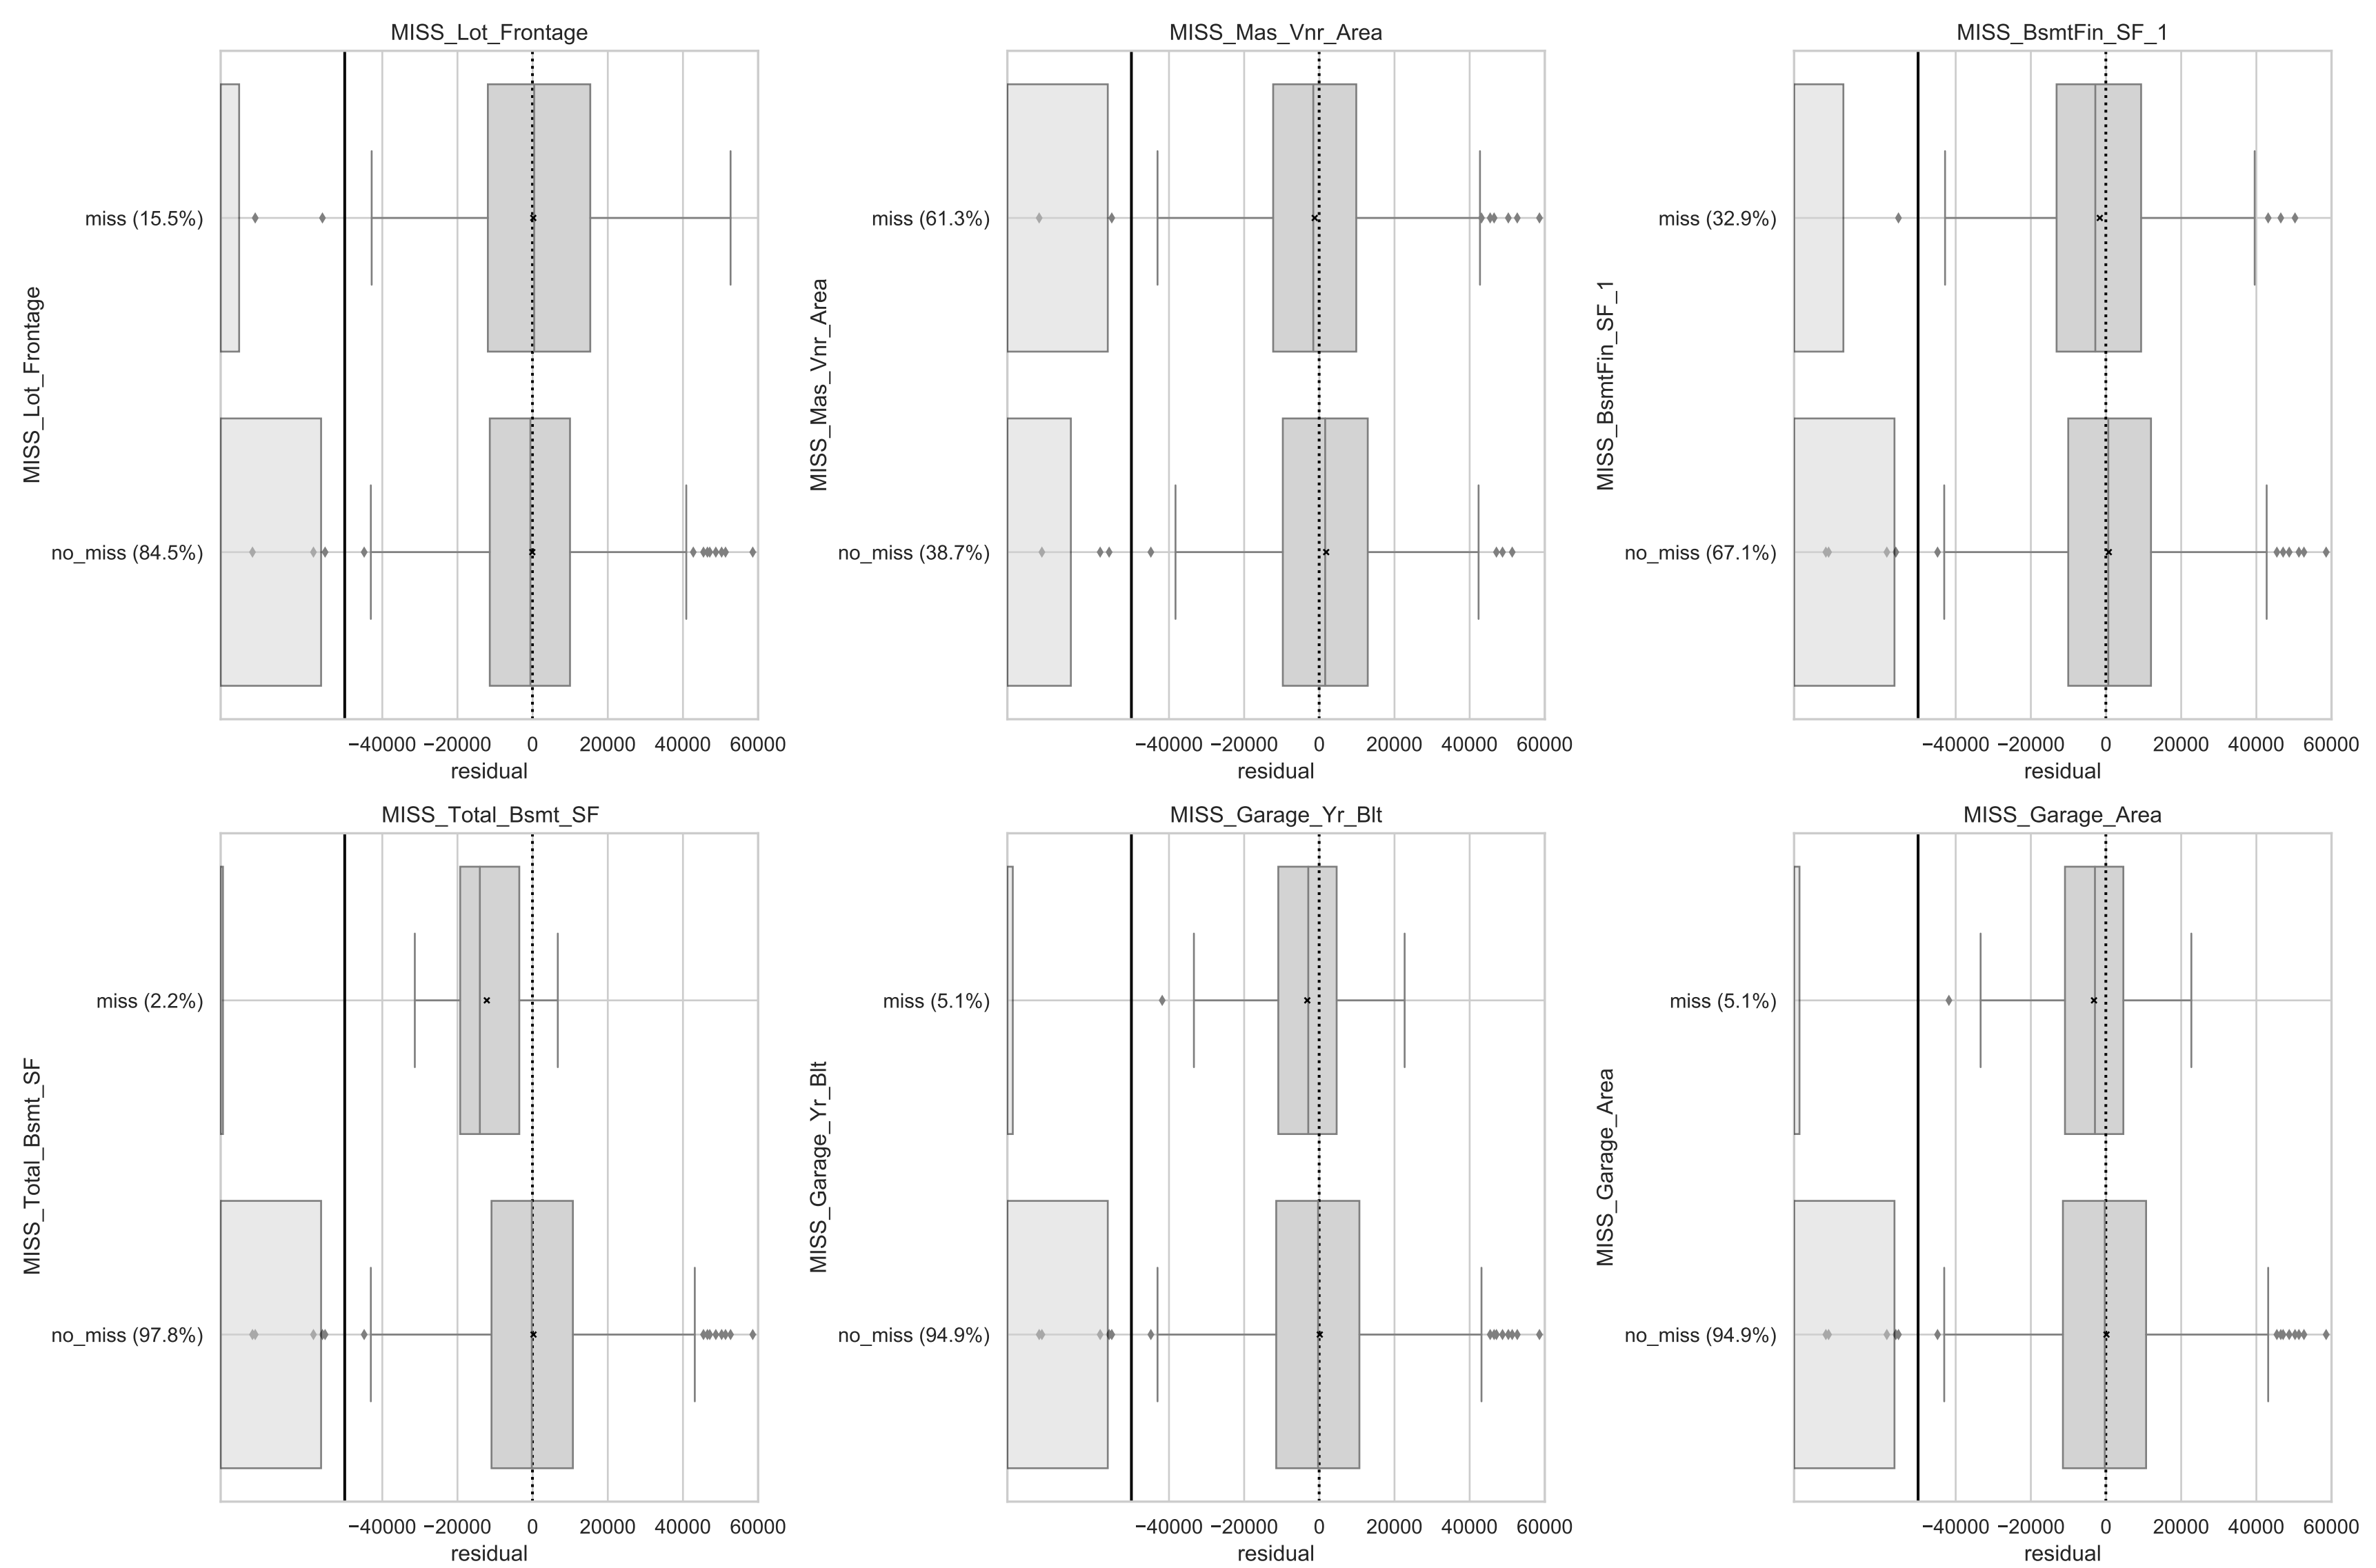 MISS_Lot_Frontage
MISS_Lot_Frontage
miss (15.5%)
no_miss (84.5%)
−40000 −20000 0 20000 40000 60000
residual
MISS_Mas_Vnr_Area
MISS_Mas_Vnr_Area
miss (61.3%)
no_miss (38.7%)
−40000 −20000 0 20000 40000 60000
residual
MISS_BsmtFin_SF_1
MISS_BsmtFin_SF_1
miss (32.9%)
no_miss (67.1%)
−40000 −20000 0 20000 40000 60000
residual
MISS_Total_Bsmt_SF
MISS_Total_Bsmt_SF
miss (2.2%)
no_miss (97.8%)
−40000 −20000 0 20000 40000 60000
residual
MISS_Garage_Yr_Blt
MISS_Garage_Yr_Blt
miss (5.1%)
no_miss (94.9%)
−40000 −20000 0 20000 40000 60000
residual
MISS_Garage_Area
MISS_Garage_Area
miss (5.1%)
no_miss (94.9%)
−40000 −20000 0 20000 40000 60000
residual